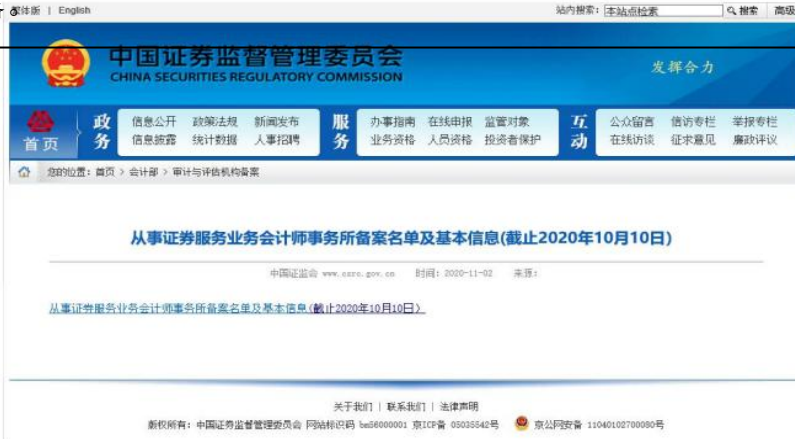 繁体版 | English 站内搜索: 本站点检索 搜索 高级
中国证券监督管理委员会
CHINA SECURITIES REGULATORY COMMISSION
发挥合力
首页
政务
信息公开 政策法规 新闻发布
信息披露 统计数据 人事招聘
服务
办事指南 在线申报 监管对象
业务资格 人员资格 投资者保护
互动
公众留言 信访专栏 举报专栏
在线访谈 征求意见 廉政评议
您的位置: 首页 > 会计部 > 审计与评估机构备案
从事证券服务业务会计师事务所备案名单及基本信息(截止2020年10月10日)
中国证监会 www.csrc.gov.cn 时间: 2020-11-02 来源:
从事证券服务业务会计师事务所备案名单及基本信息(截止2020年10月10日)
关于我们 | 联系我们 | 法律声明
版权所有: 中国证券监督管理委员会 网站标识码 bm56000001 京ICP备 05035542号 京公网安备 11040102700080号